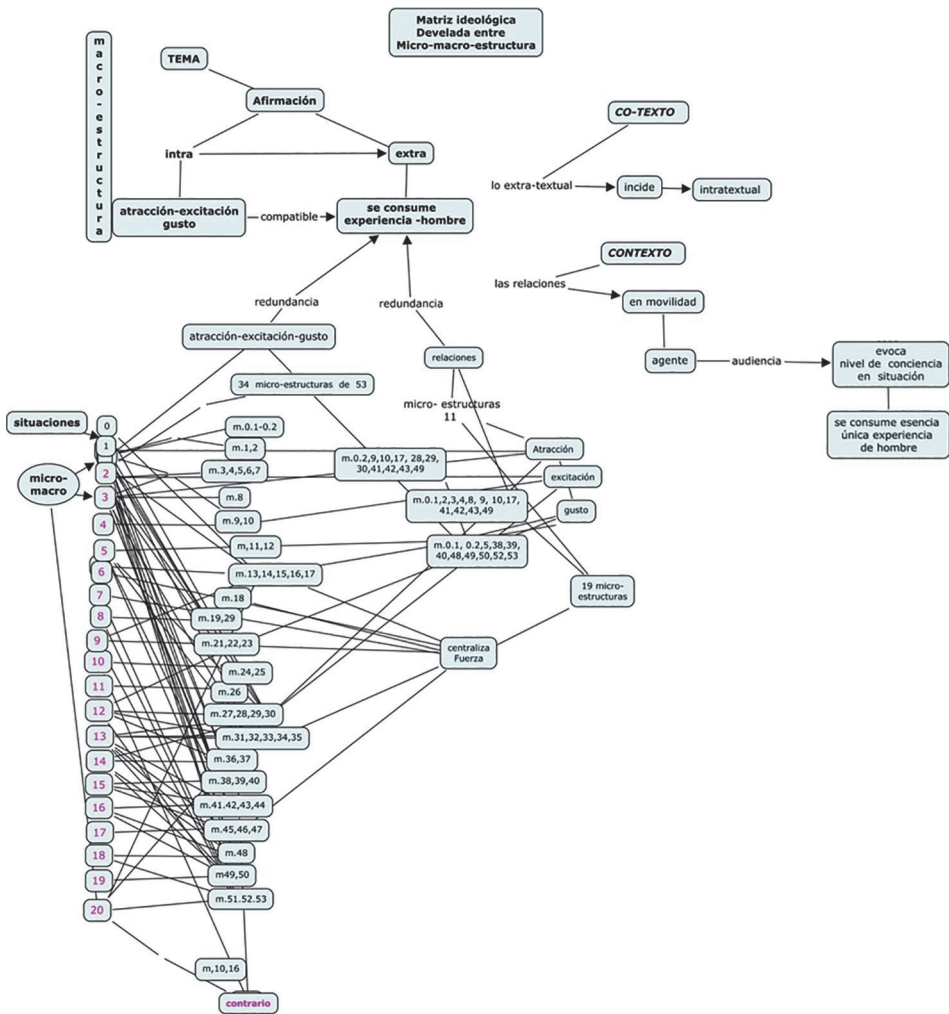 Matriz ideológica
Develada entre
Micro-macro-estructura
macro-estructura
TEMA
Afirmación
intra
extra
atracción-excitación
gusto
compatible
se consume
experiencia -hombre
CO-TEXTO
lo extra-textual
incide
intratextual
CONTEXTO
las relaciones
en movilidad
agente
audiencia
evoca
nivel de conciencia
en situación
se consume esencia
única experiencia
de hombre
redundancia
redundancia
atracción-excitación-gusto
relaciones
34 micro-estructuras de 53
micro- estructuras
11
situaciones
micro-
macro
0
1
2
3
4
5
6
7
8
9
10
11
12
13
14
15
16
17
18
19
20
m.0.1-0.2
m.1,2
m.3,4,5,6,7
m.8
m.9,10
m,11,12
m.13,14,15,16,17
m.18
m.19,29
m.21,22,23
m.24,25
m.26
m.27,28,29,30
m.31,32,33,34,35
m.36,37
m.38,39,40
m.41.42,43,44
m.45,46,47
m.48
m49,50
m.51.52.53
m,10,16
contrario
m.0.2,9,10,17, 28,29,
30,41,42,43,49
m.0.1,2,3,4,8, 9, 10,17,
41,42,43,49
m.0.1, 0.2,5,38,39,
40,48,49,50,52,53
Atracción
excitación
gusto
19 micro-
estructuras
centraliza
Fuerza